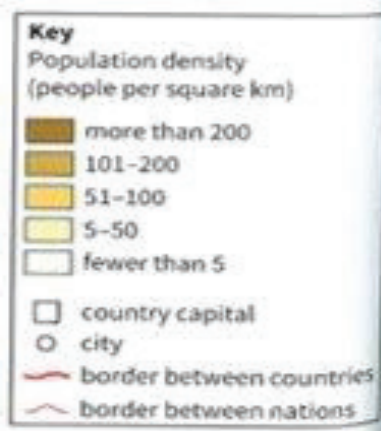 Key
Population density
(people per square km)
more than 200
101–200
51–100
5–50
fewer than 5
country capital
city
border between countries
border between nations